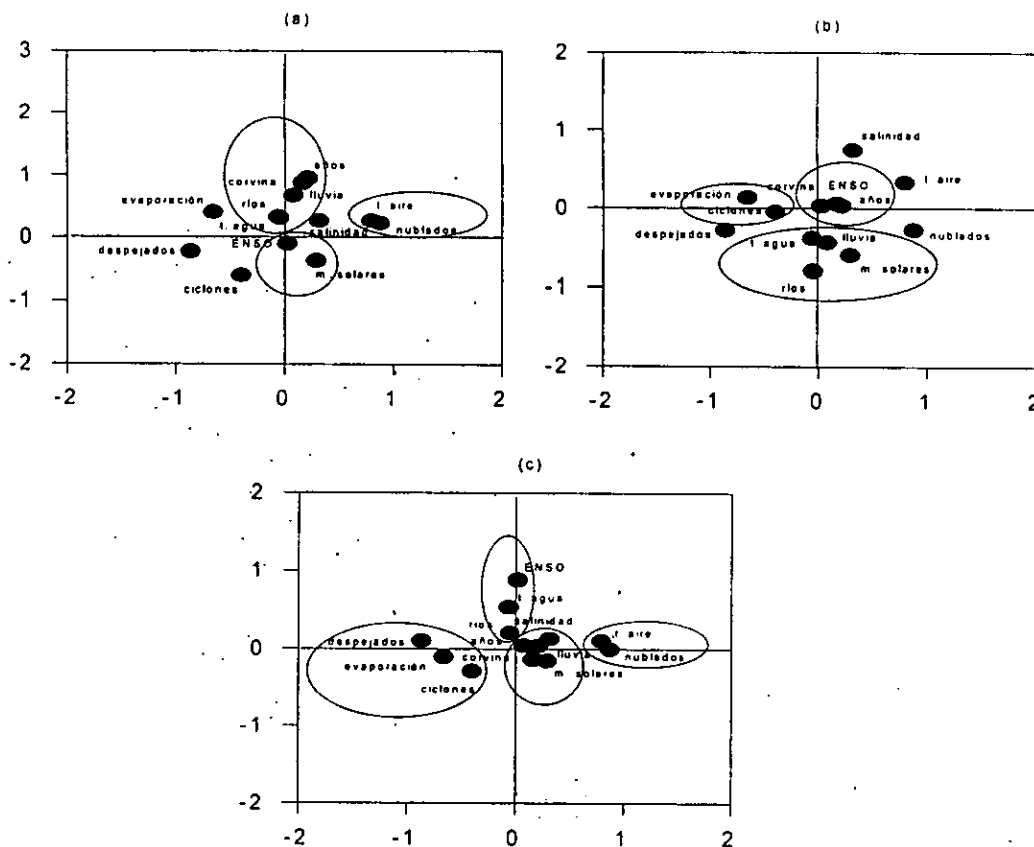 (a)
3
2
1
0
-1
-2
-2
-1
0
1
2
años
corvina
lluvia
evaporación
ríos
t. aire
t. agua
salinidad
nublados
ENSO
despejados
m. solares
ciclones
(b)
2
1
0
-1
-2
-2
-1
0
1
2
salinidad
t. aire
evaporación
corvina
ENSO
años
ciclones
despejados
t. agua
lluvia
nublados
m. solares
ríos
(c)
2
1
0
-1
-2
-2
-1
0
1
2
ENSO
t. agua
ríos
salinidad
despejados
años
t. aire
evaporación
corvina
lluvia
nublados
ciclones
m. solares